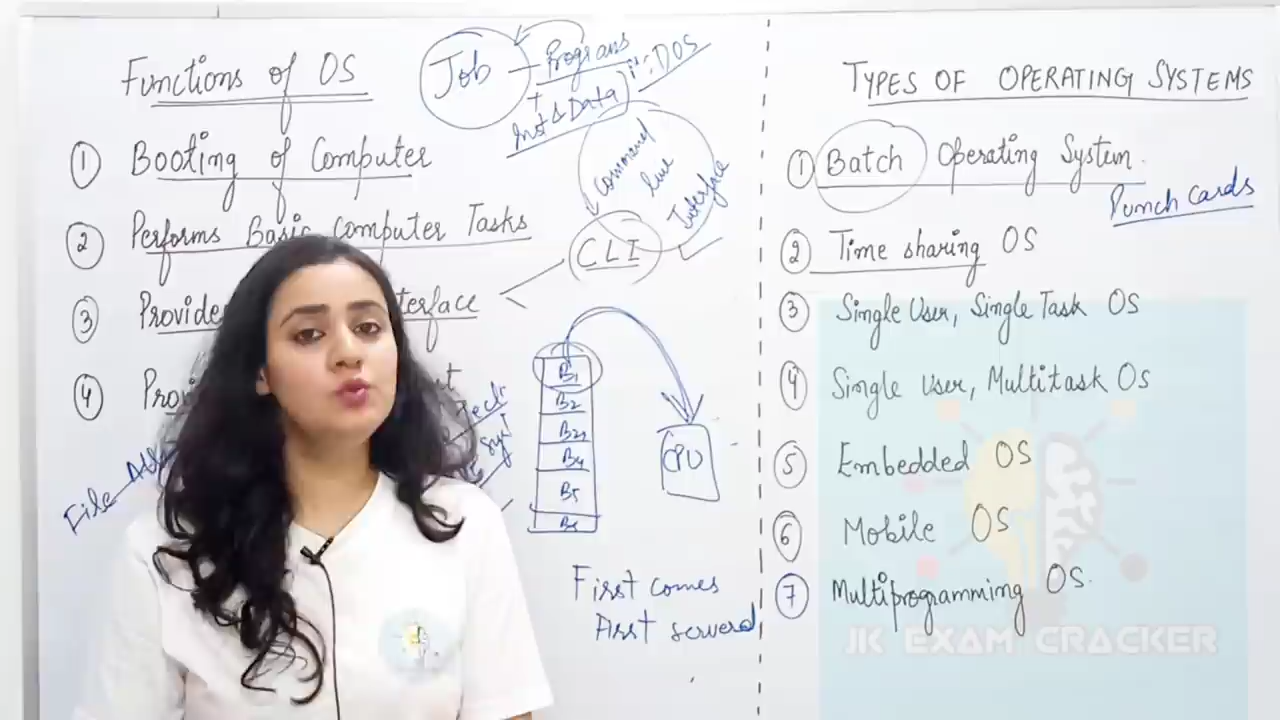 Functions of OS
① Booting of Computer
② Performs Basic Computer Tasks
③ Provide terface
④ Pro
File
Job — Programs
+
Inst & Data) i:- DOS
Command
line
Interface
CLI
B1
B2
B4
B5
B6
CPU
First comes
First serverd
TYPES OF OPERATING SYSTEMS
① Batch Operating System.
Punch Cards
② Time sharing OS
③ Single User, Single Task OS
④ Single User, Multitask OS
⑤ Embedded OS
⑥ Mobile OS
⑦ Multiprogramming OS.
JK EXAM CRACKER